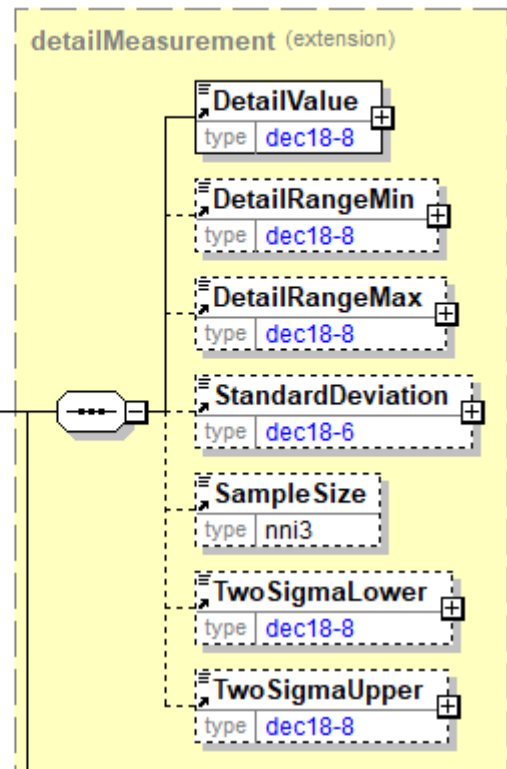 detailMeasurement (extension)
DetailValue
type dec18-8
DetailRangeMin
type dec18-8
DetailRangeMax
type dec18-8
StandardDeviation
type dec18-6
SampleSize
type nni3
TwoSigmaLower
type dec18-8
TwoSigmaUpper
type dec18-8